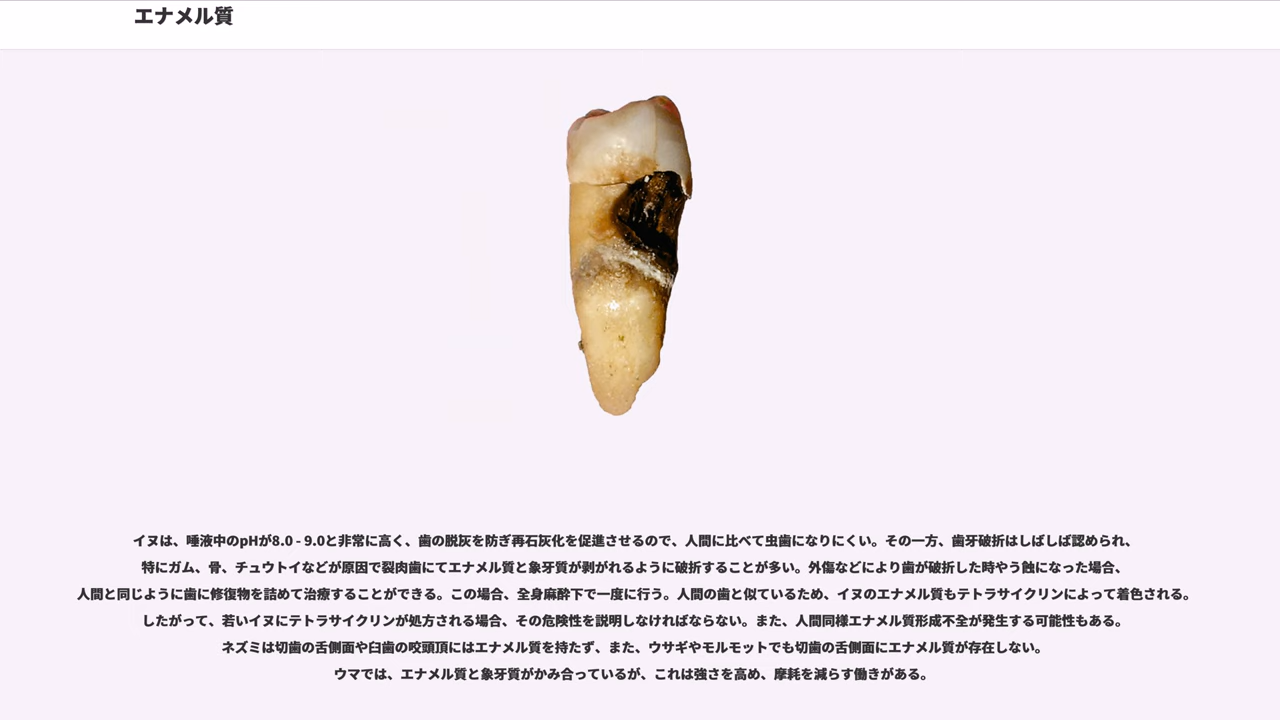 エナメル質
イヌは、唾液中のpHが8.0 - 9.0と非常に高く、歯の脱灰を防ぎ再石灰化を促進させるので、人間に比べて虫歯になりにくい。その一方、歯牙破折はしばしば認められ、
特にガム、骨、チュウトイなどが原因で裂肉歯にてエナメル質と象牙質が剥がれるように破折することが多い。外傷などにより歯が破折した時やう蝕になった場合、
人間と同じように歯に修復物を詰めて治療することができる。この場合、全身麻酔下で一度に行う。人間の歯と似ているため、イヌのエナメル質もテトラサイクリンによって着色される。
したがって、若いイヌにテトラサイクリンが処方される場合、その危険性を説明しなければならない。また、人間同様エナメル質形成不全が発生する可能性もある。
ネズミは切歯の舌側面や臼歯の咬頭頂にはエナメル質を持たず、また、ウサギやモルモットでも切歯の舌側面にエナメル質が存在しない。
ウマでは、エナメル質と象牙質がかみ合っているが、これは強さを高め、摩耗を減らす働きがある。